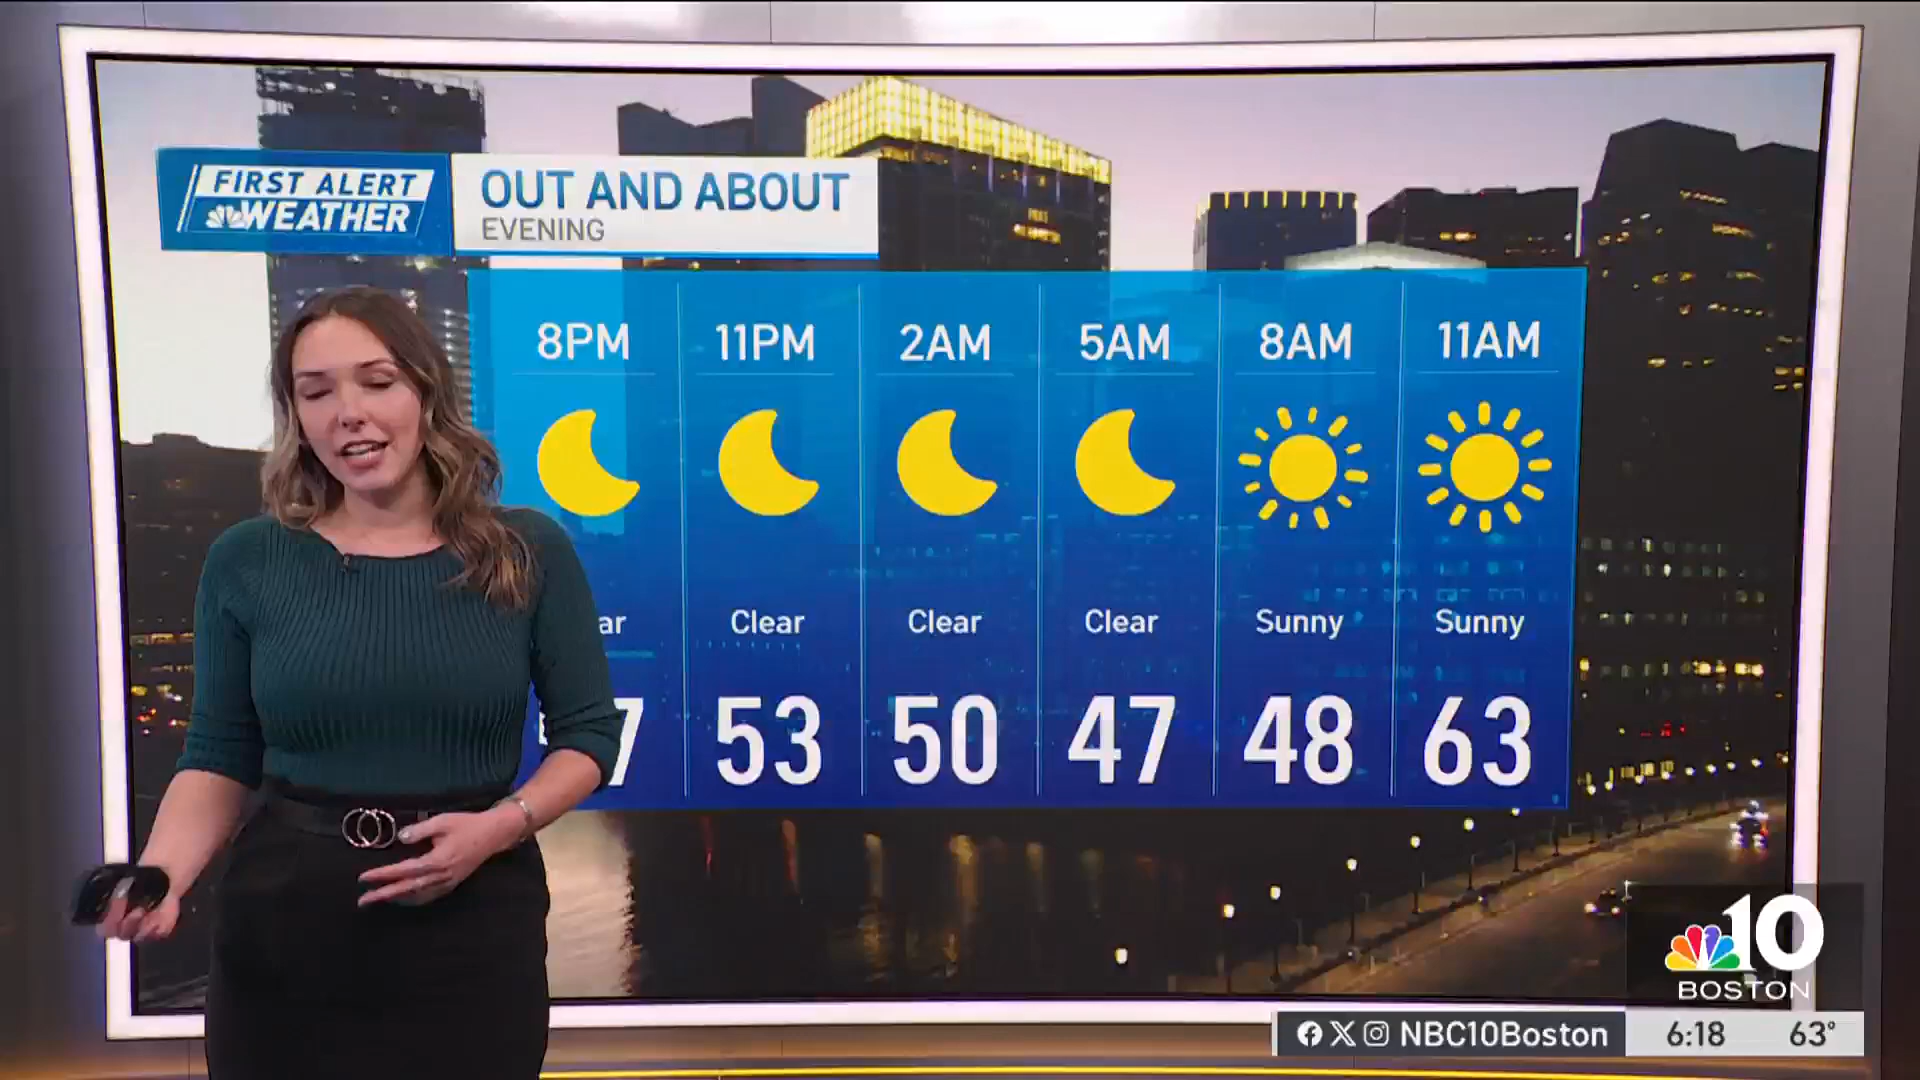 FIRST ALERT
WEATHER
OUT AND ABOUT
EVENING
8PM 11PM 2AM 5AM 8AM 11AM
Clear Clear Clear Sunny Sunny
53 50 47 48 63
10
BOSTON
NBC10Boston
6:18 63°